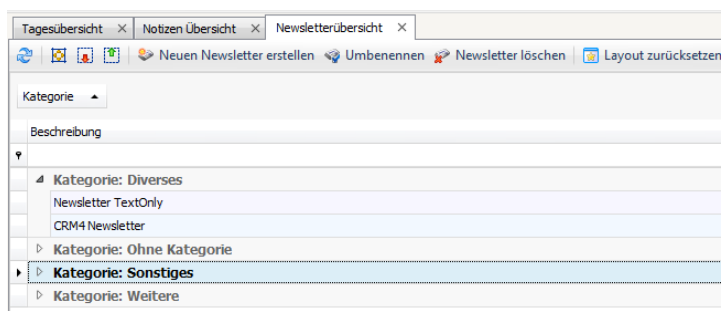 Tagesübersicht Notizen Übersicht Newsletterübersicht
Neuen Newsletter erstellen Umbenennen Newsletter löschen Layout zurücksetzen
Kategorie
Beschreibung
Kategorie: Diverses
Newsletter TextOnly
CRM4 Newsletter
Kategorie: Ohne Kategorie
Kategorie: Sonstiges
Kategorie: Weitere